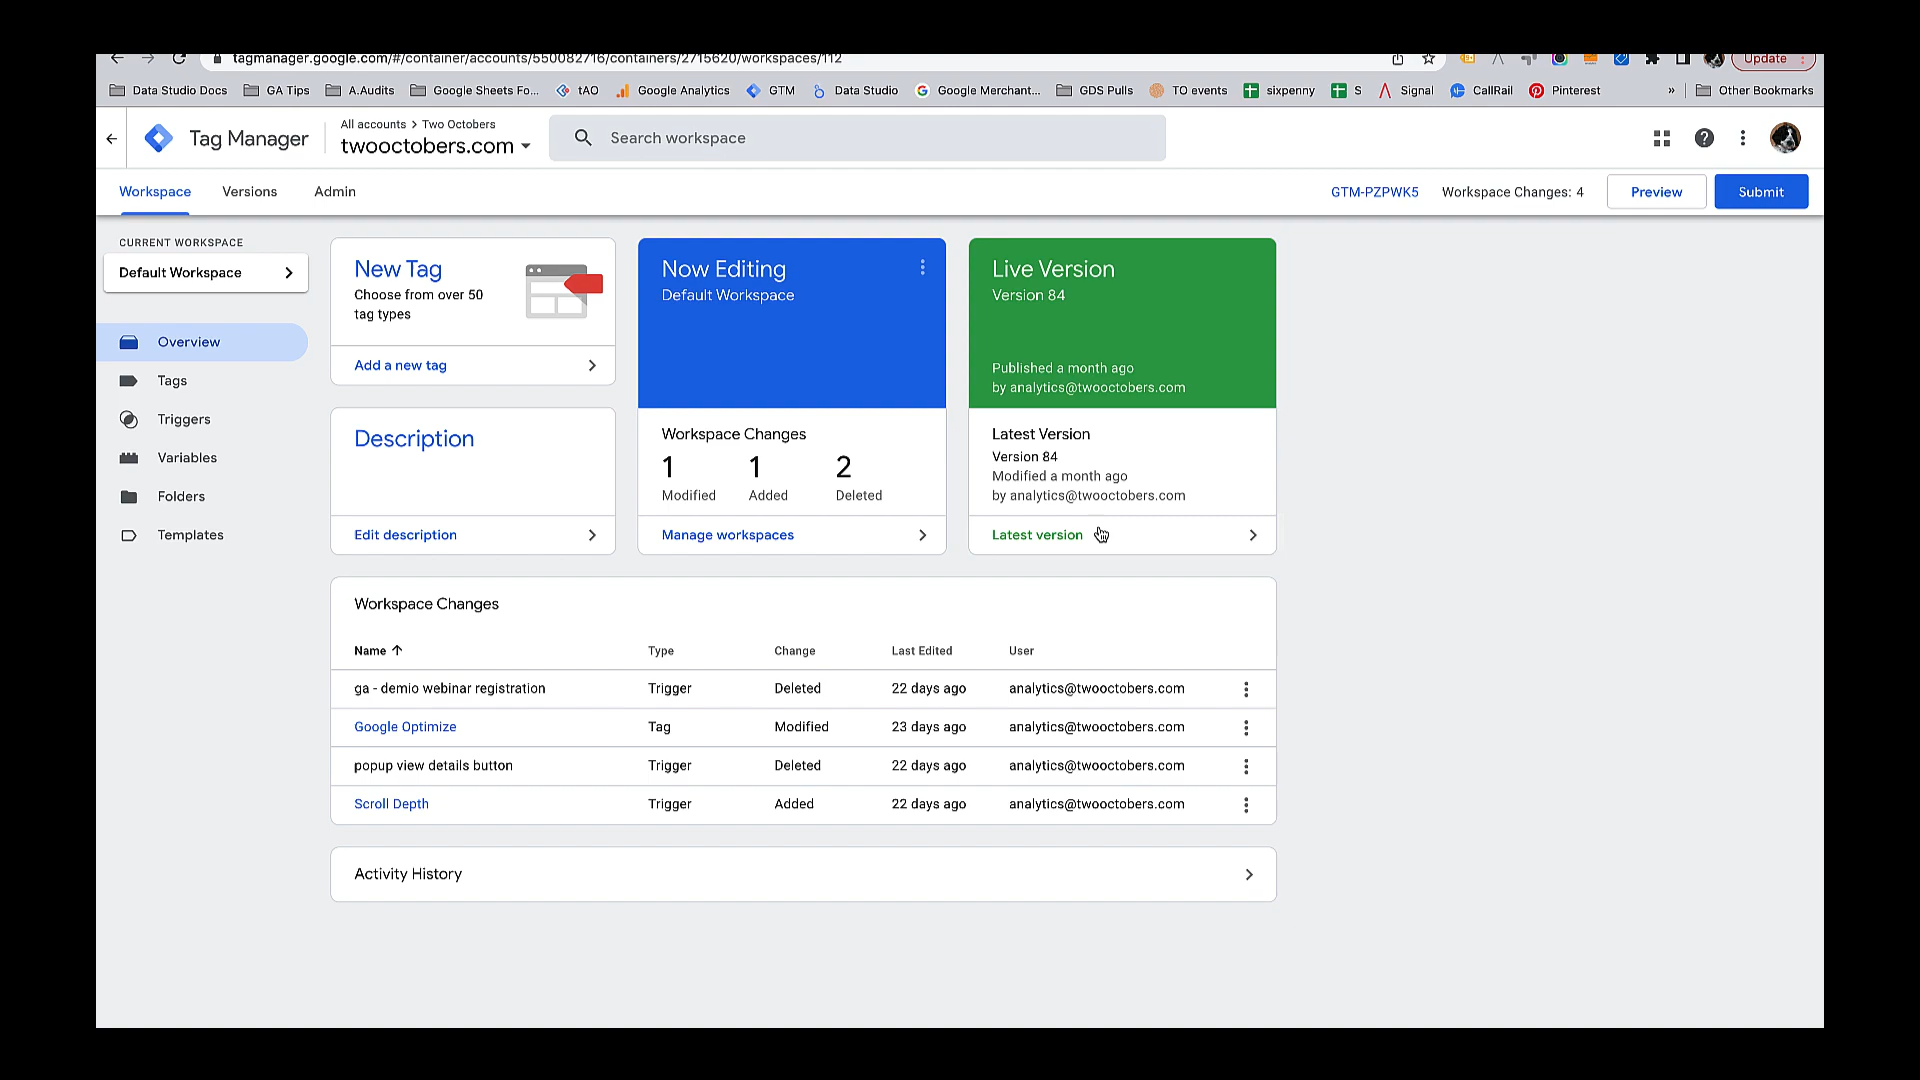 tagmanager.google.com/#/container/accounts/550082716/containers/2715620/workspaces/112
Update
Data Studio Docs GA Tips A.Audits Google Sheets Fo... tAO Google Analytics GTM Data Studio Google Merchant... GDS Pulls TO events sixpenny S Signal CallRail Pinterest » Other Bookmarks
Tag Manager
All accounts > Two Octobers
twooctobers.com
Search workspace
Workspace Versions Admin
GTM-PZPWK5 Workspace Changes: 4 Preview Submit
CURRENT WORKSPACE
Default Workspace
Overview
Tags
Triggers
Variables
Folders
Templates
New Tag
Choose from over 50
tag types
Add a new tag
Description
Edit description
Now Editing
Default Workspace
Workspace Changes
1 1 2
Modified Added Deleted
Manage workspaces
Live Version
Version 84
Published a month ago
by analytics@twooctobers.com
Latest Version
Version 84
Modified a month ago
by analytics@twooctobers.com
Latest version
Workspace Changes
Name Type Change Last Edited User
ga - demio webinar registration Trigger Deleted 22 days ago analytics@twooctobers.com
Google Optimize Tag Modified 23 days ago analytics@twooctobers.com
popup view details button Trigger Deleted 22 days ago analytics@twooctobers.com
Scroll Depth Trigger Added 22 days ago analytics@twooctobers.com
Activity History